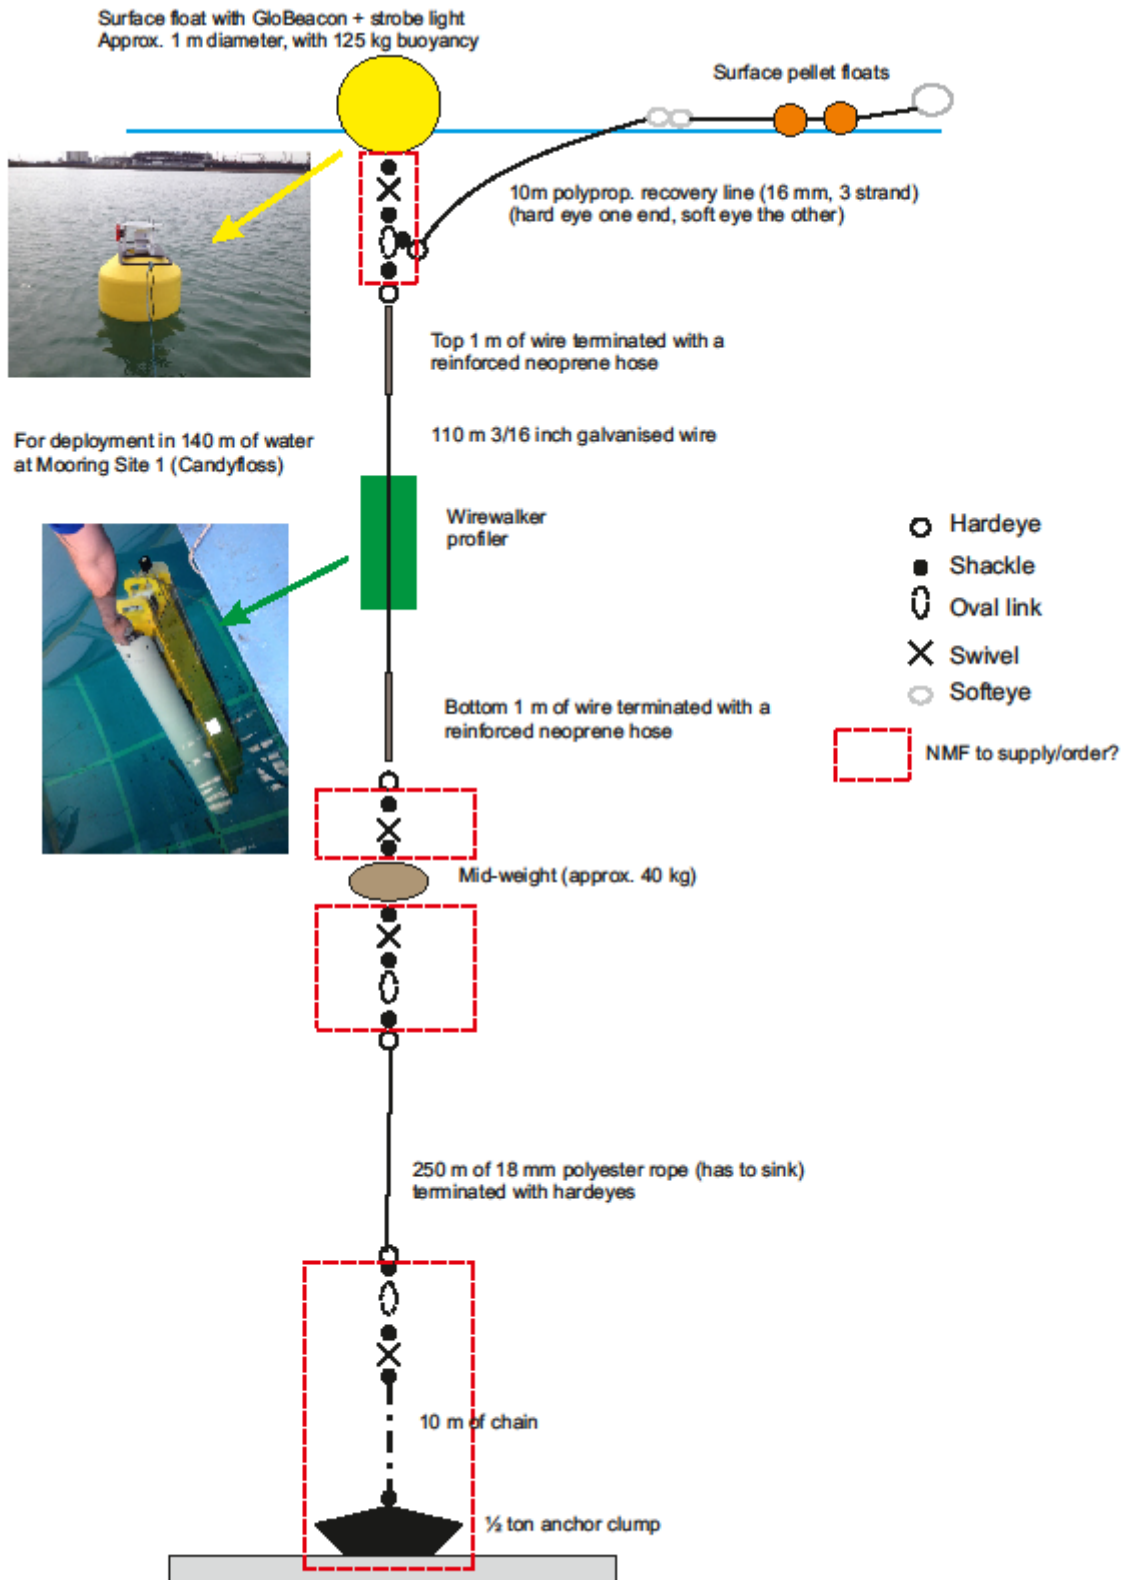 Surface float with GloBeacon + strobe light
Approx. 1 m diameter, with 125 kg buoyancy
Surface pellet floats
10m polyprop. recovery line (16 mm, 3 strand)
(hard eye one end, soft eye the other)
Top 1 m of wire terminated with a
reinforced neoprene hose
110 m 3/16 inch galvanised wire
For deployment in 140 m of water
at Mooring Site 1 (Candyfloss)
Wirewalker
profiler
Hardeye
Shackle
Oval link
Swivel
Softeye
NMF to supply/order?
Bottom 1 m of wire terminated with a
reinforced neoprene hose
Mid-weight (approx. 40 kg)
250 m of 18 mm polyester rope (has to sink)
terminated with hardeyes
10 m of chain
½ ton anchor clump